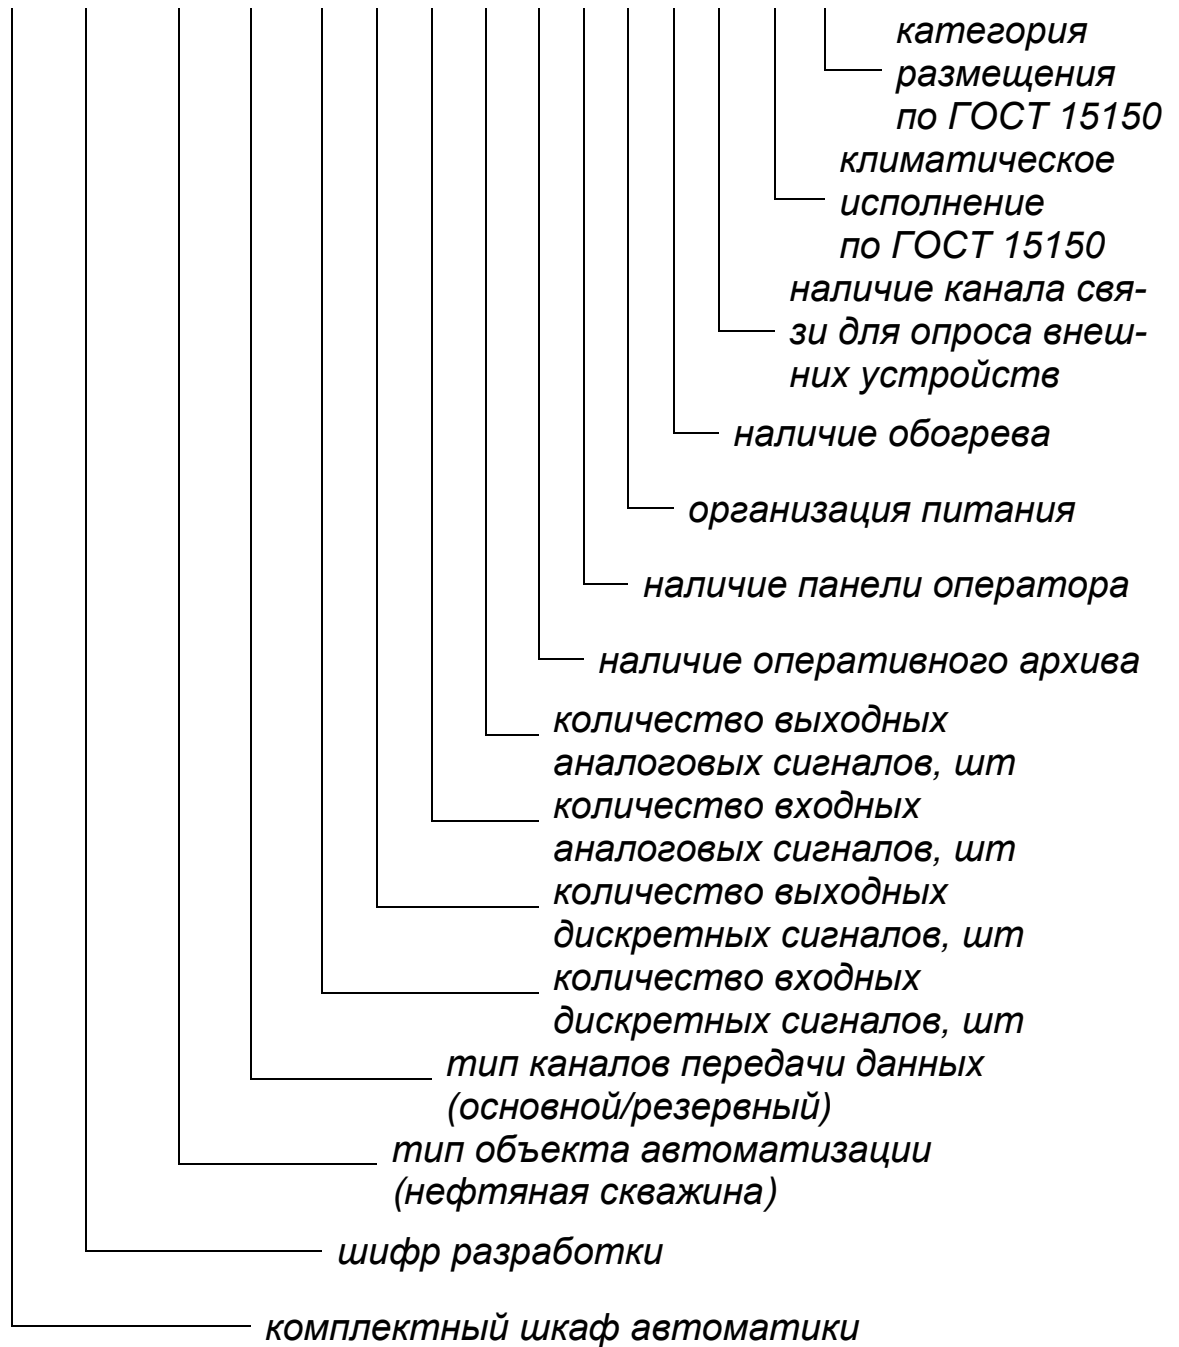 категория
размещения
по ГОСТ 15150
климатическое
исполнение
по ГОСТ 15150
наличие канала свя-
зи для опроса внеш-
них устройств
наличие обогрева
организация питания
наличие панели оператора
наличие оперативного архива
количество выходных
аналоговых сигналов, шт
количество входных
аналоговых сигналов, шт
количество выходных
дискретных сигналов, шт
количество входных
дискретных сигналов, шт
тип каналов передачи данных
(основной/резервный)
тип объекта автоматизации
(нефтяная скважина)
шифр разработки
комплектный шкаф автоматики